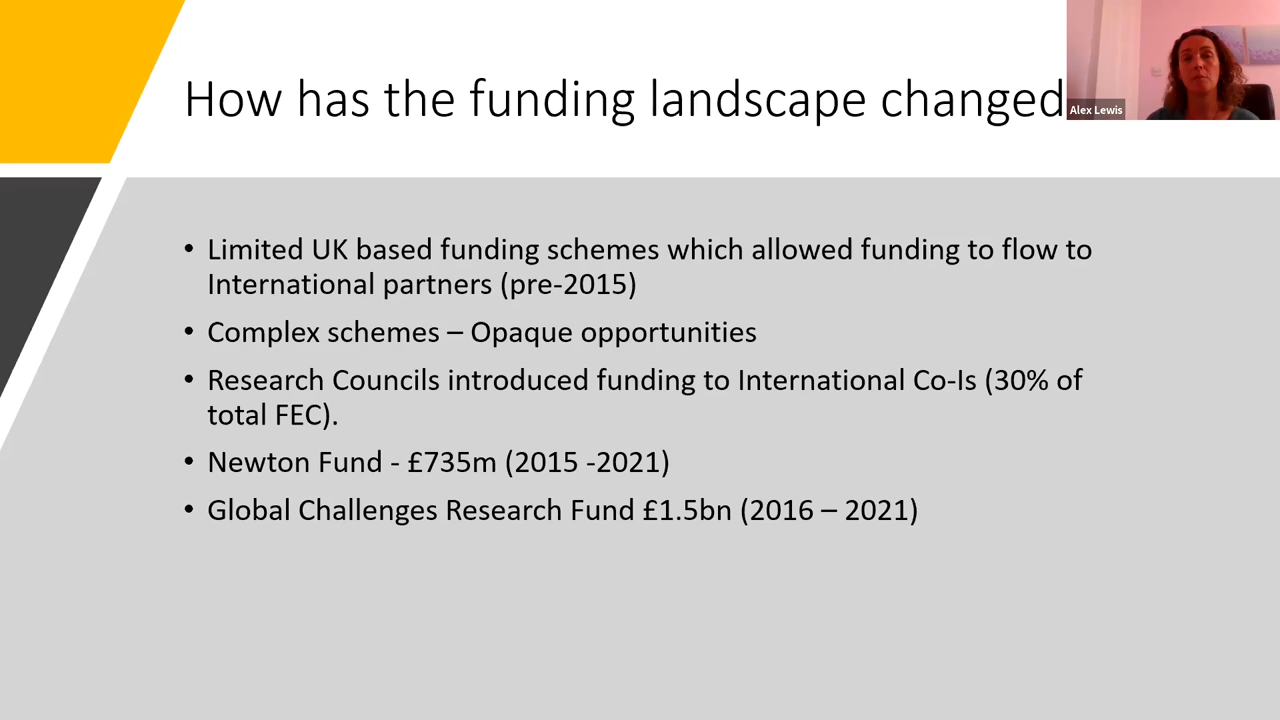 How has the funding landscape changed
Alex Lewis
• Limited UK based funding schemes which allowed funding to flow to
International partners (pre-2015)
• Complex schemes – Opaque opportunities
• Research Councils introduced funding to International Co-Is (30% of
total FEC).
• Newton Fund - £735m (2015 -2021)
• Global Challenges Research Fund £1.5bn (2016 – 2021)